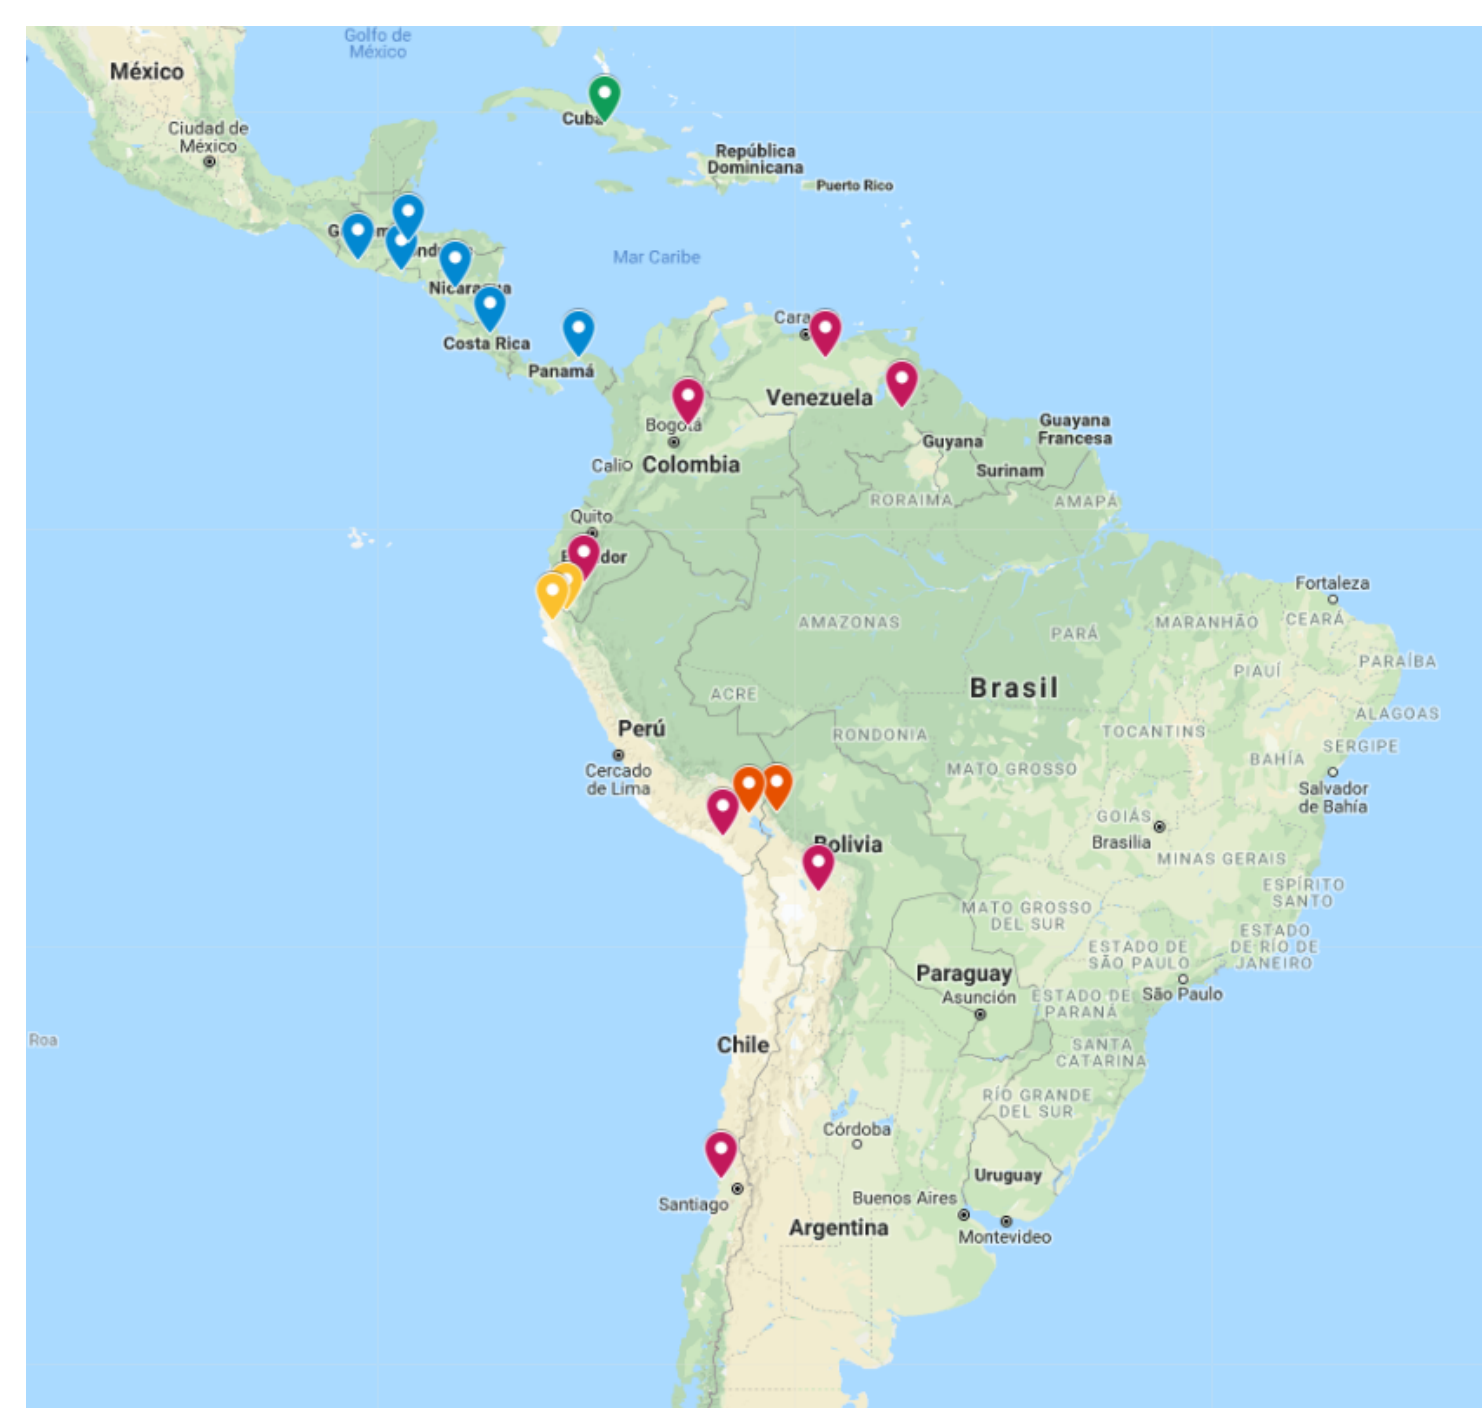 Golfo de
México
México
Ciudad de
México
Cuba
República
Dominicana
Puerto Rico
Mar Caribe
Costa Rica
Panamá
Venezuela
Bogotá
Cali
Colombia
Guyana
Guayana
Francesa
Surinam
RORAIMA
AMAPÁ
Quito
Fortaleza
AMAZONAS
PARÁ
MARANHÃO
CEARÁ
PARAÍBA
PIAUÍ
ACRE
Brasil
ALAGOAS
Perú
RONDONIA
TOCANTINS
SERGIPE
BAHÍA
Cercado
de Lima
MATO GROSSO
Salvador
de Bahía
GOIÁS
Brasilia
Bolivia
MINAS GERAIS
ESPÍRITO
SANTO
MATO GROSSO
DEL SUR
ESTADO
DE RÍO DE
JANEIRO
ESTADO DE
SÃO PAULO
Paraguay
Asunción
ESTADO DE
PARANÁ
São Paulo
Roa
Chile
SANTA
CATARINA
RÍO GRANDE
DEL SUR
Córdoba
Uruguay
Santiago
Buenos Aires
Argentina
Montevideo